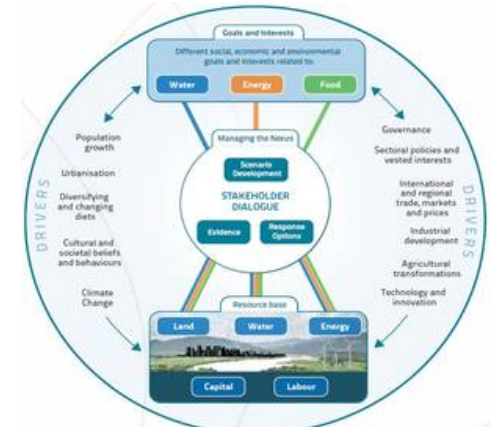 Goals and Interests
Different social, economic and environmental
goals and interests related to:
Water
Energy
Food
Managing the Nexus
Scenario
Development
STAKEHOLDER
DIALOGUE
Evidence
Response
Options
Resource base
Land
Water
Energy
Capital
Labour
DRIVERS
Population
growth
Urbanisation
Diversifying
and changing
diets
Cultural and
societal beliefs
and behaviours
Climate
Change
Governance
Sectoral policies and
vested interests
International
and regional
trade, markets
and prices
Industrial
development
Agricultural
transformations
Technology and
innovation
DRIVERS